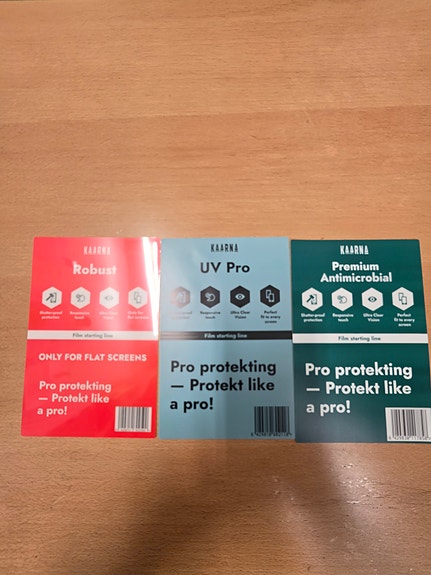 KAARNA
Robust
Shatter-proof
protection
Responsive
touch
Ultra Clear
Vision
Only for
flat screens
Film starting line
ONLY FOR FLAT SCREENS
Pro protekting
— Protekt like
a pro!
KAARNA
UV Pro
Shatter-proof
protection
Responsive
touch
Ultra Clear
Vision
Perfect
fit to every
screen
Film starting line
Pro protekting
— Protekt like
a pro!
KAARNA
Premium
Antimicrobial
Shatter-proof
protection
Responsive
touch
Ultra Clear
Vision
Perfect
fit to every
screen
Film starting line
Pro protekting
— Protekt like
a pro!